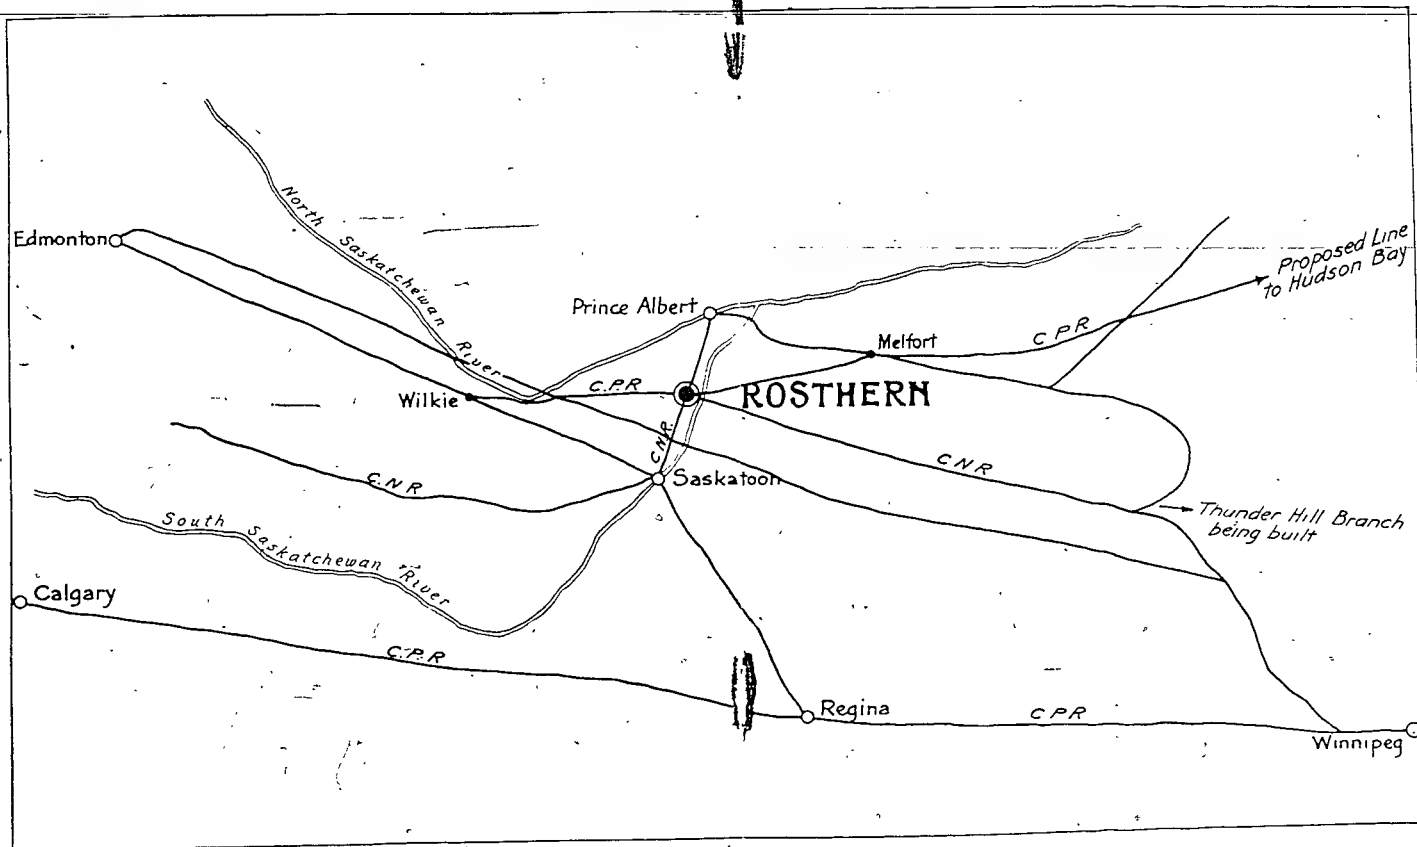 North Saskatchewan River
Edmonton
Proposed Line
to Hudson Bay
Prince Albert
C P R
Melfort
C.P.R
ROSTHERN
Wilkie
C.N.R.
C N R
C.N.R
Saskatoon
Thunder Hill Branch
being built
South Saskatchewan River
Calgary
C.P.R
Regina
C P R
Winnipeg